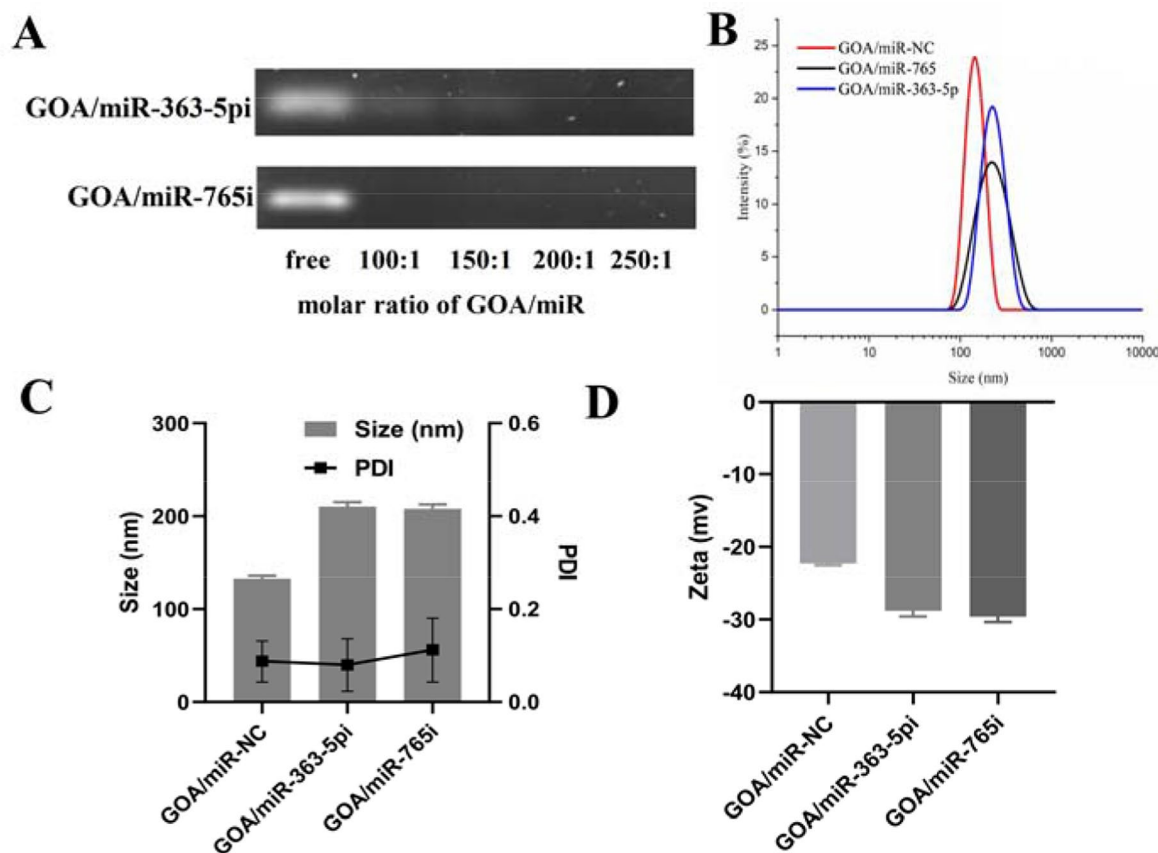 A
GOA/miR-363-5pi
GOA/miR-765i
free 100:1 150:1 200:1 250:1
molar ratio of GOA/miR
B
GOA/miR-NC
GOA/miR-765
GOA/miR-363-5p
25
20
15
10
5
0
Intensity (%)
1 10 100 1000 10000
Size (nm)
C
Size (nm)
PDI
300
200
100
0
Size (nm)
0.6
0.4
0.2
0.0
PDI
GOA/miR-NC
GOA/miR-363-5pi
GOA/miR-765i
D
0
-10
-20
-30
-40
Zeta (mv)
GOA/miR-NC
GOA/miR-363-5pi
GOA/miR-765i